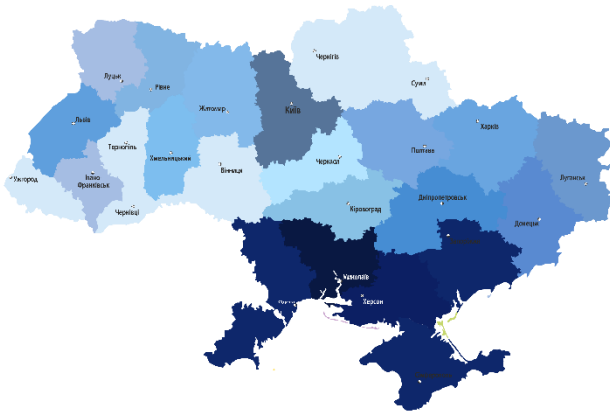 Чернігів
Луцьк
Рівне
Суми
Житомир
Київ
Львів
Харків
Тернопіль
Полтава
Хмельницький
Черкаси
Вінниця
Івано
Франківськ
Ужгород
Луганськ
Чернівці
Кіровоград
Дніпропетровськ
Донецьк
Миколаїв
Херсон